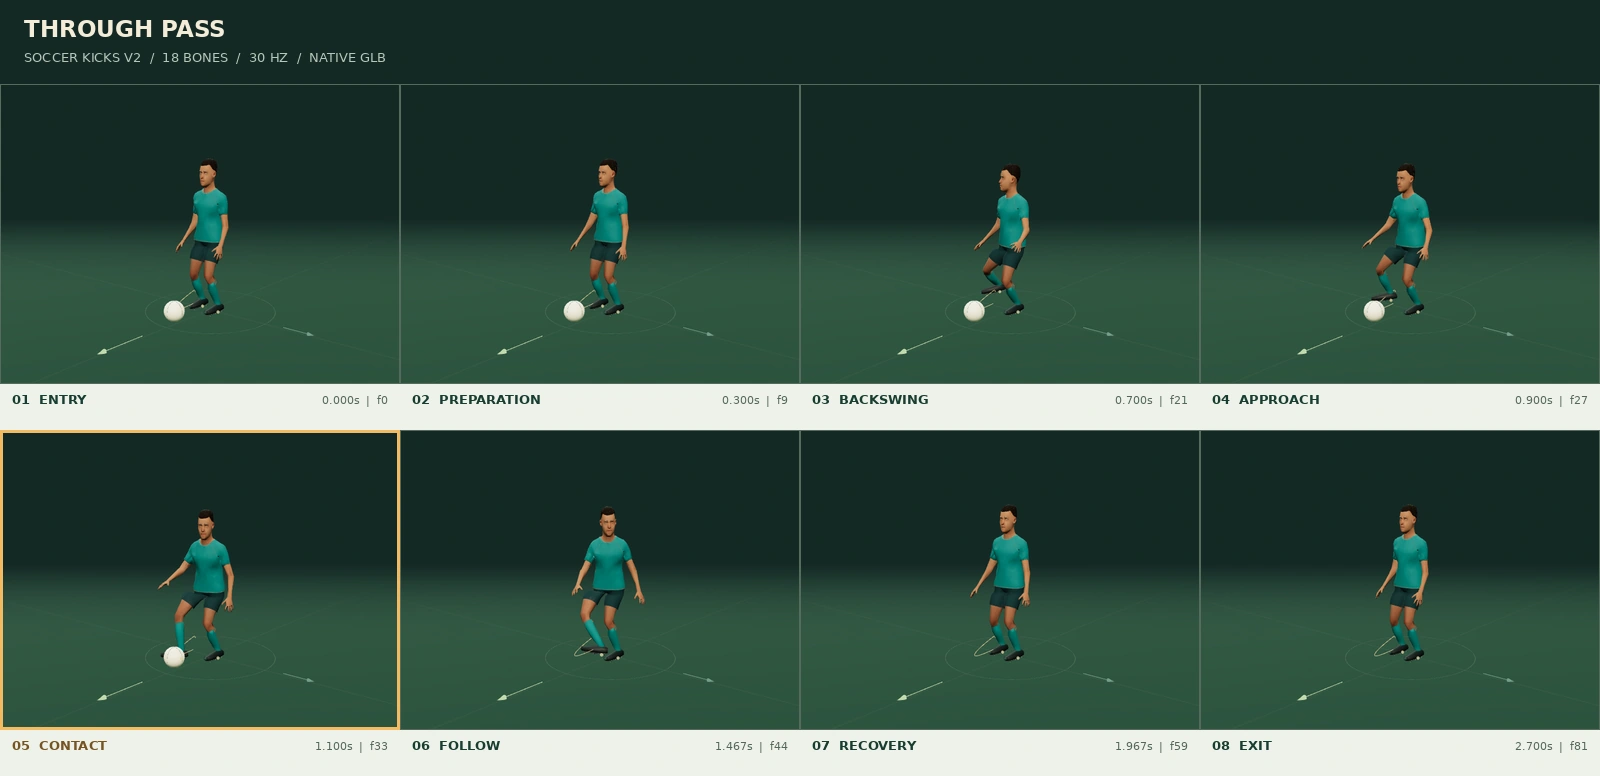 THROUGH PASS
SOCCER KICKS V2 / 18 BONES / 30 HZ / NATIVE GLB
01 ENTRY 0.000s | f0
02 PREPARATION 0.300s | f9
03 BACKSWING 0.700s | f21
04 APPROACH 0.900s | f27
05 CONTACT 1.100s | f33
06 FOLLOW 1.467s | f44
07 RECOVERY 1.967s | f59
08 EXIT 2.700s | f81